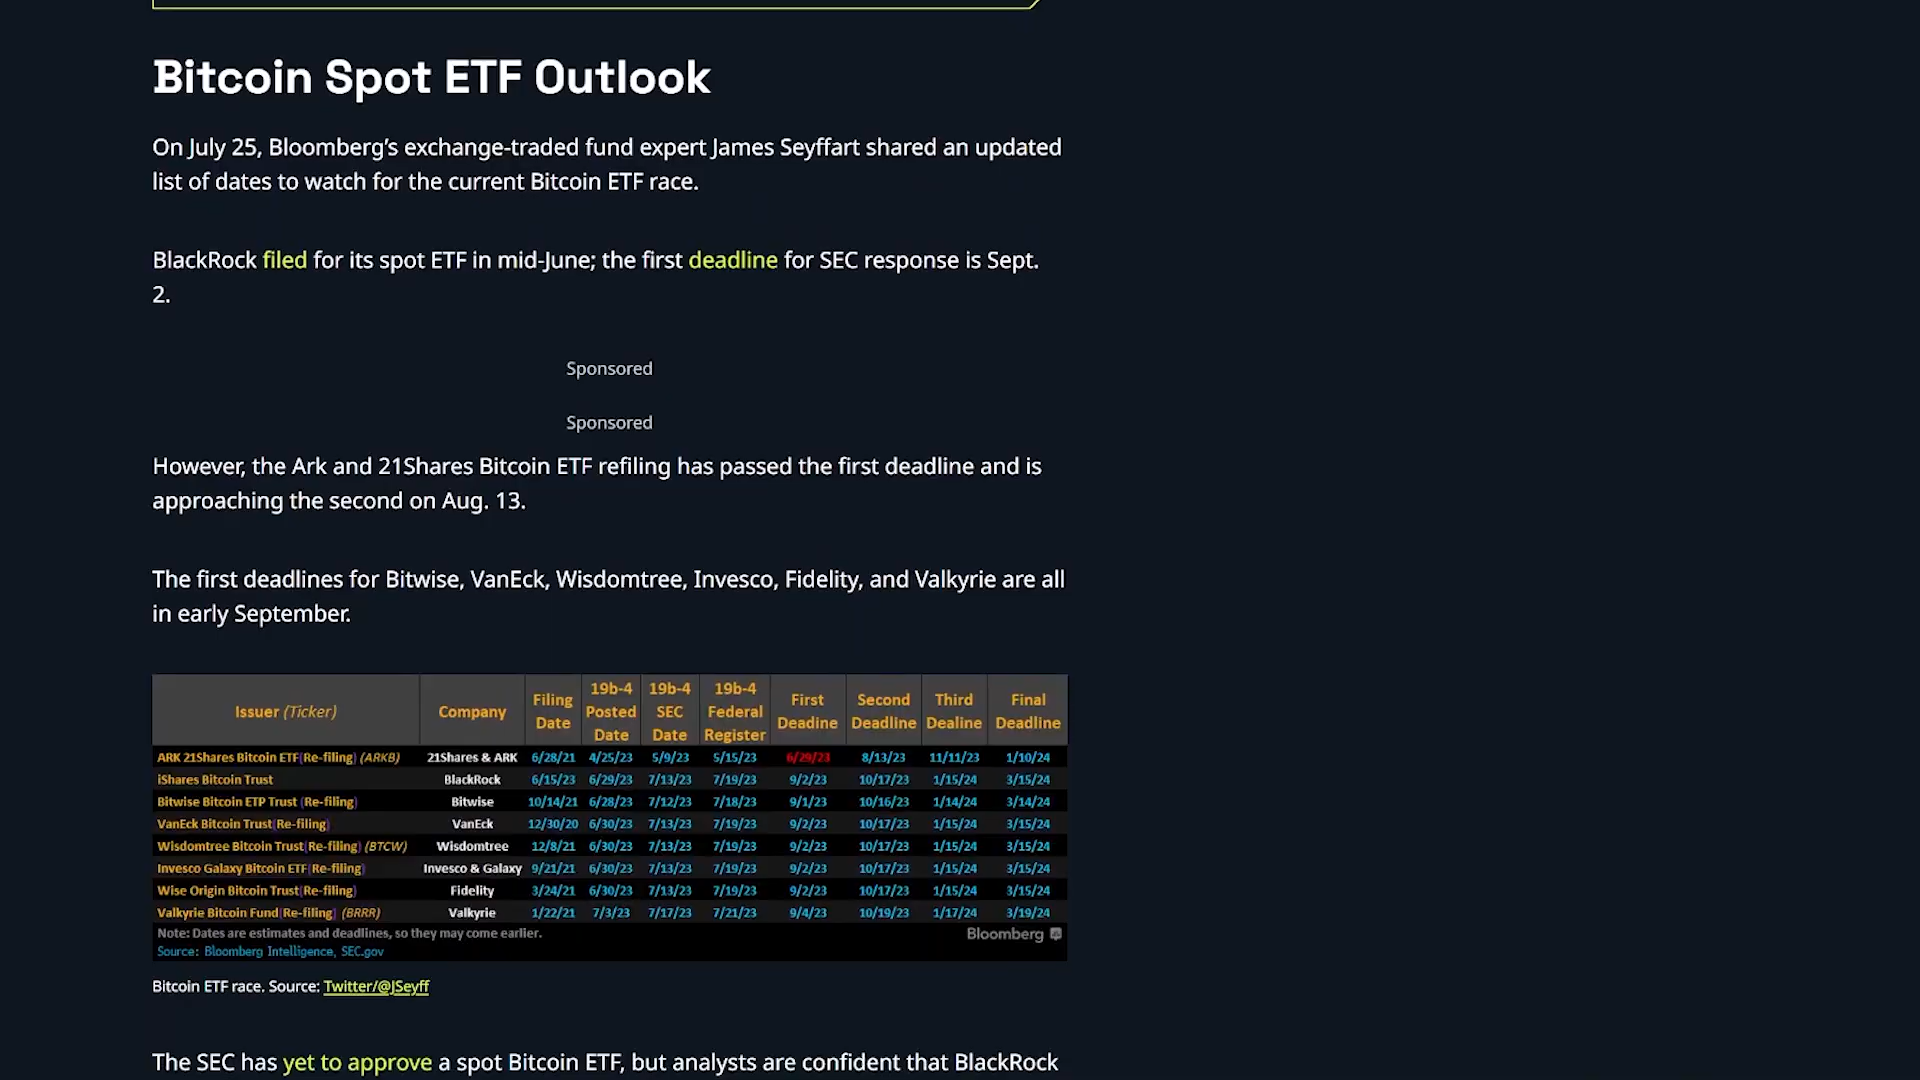 Bitcoin Spot ETF Outlook
On July 25, Bloomberg’s exchange-traded fund expert James Seyffart shared an updated
list of dates to watch for the current Bitcoin ETF race.
BlackRock filed for its spot ETF in mid-June; the first deadline for SEC response is Sept.
2.
Sponsored
Sponsored
However, the Ark and 21Shares Bitcoin ETF refiling has passed the first deadline and is
approaching the second on Aug. 13.
The first deadlines for Bitwise, VanEck, Wisdomtree, Invesco, Fidelity, and Valkyrie are all
in early September.
Issuer (Ticker) Company Filing Date 19b-4 Posted Date 19b-4 SEC Date 19b-4 Federal Register First Deadine Second Deadline Third Dealine Final Deadline
ARK 21Shares Bitcoin ETF(Re-filing) (ARKB) 21Shares & ARK 6/28/21 4/25/23 5/9/23 5/15/23 6/29/23 8/13/23 11/11/23 1/10/24
iShares Bitcoin Trust BlackRock 6/15/23 6/29/23 7/13/23 7/19/23 9/2/23 10/17/23 1/15/24 3/15/24
Bitwise Bitcoin ETP Trust (Re-filing) Bitwise 10/14/21 6/28/23 7/12/23 7/18/23 9/1/23 10/16/23 1/14/24 3/14/24
VanEck Bitcoin Trust(Re-filing) VanEck 12/30/20 6/30/23 7/13/23 7/19/23 9/2/23 10/17/23 1/15/24 3/15/24
Wisdomtree Bitcoin Trust(Re-filing) (BTCW) Wisdomtree 12/8/21 6/30/23 7/13/23 7/19/23 9/2/23 10/17/23 1/15/24 3/15/24
Invesco Galaxy Bitcoin ETF(Re-filing) Invesco & Galaxy 9/21/21 6/30/23 7/13/23 7/19/23 9/2/23 10/17/23 1/15/24 3/15/24
Wise Origin Bitcoin Trust(Re-filing) Fidelity 3/24/21 6/30/23 7/13/23 7/19/23 9/2/23 10/17/23 1/15/24 3/15/24
Valkyrie Bitcoin Fund(Re-filing) (BRRR) Valkyrie 1/22/21 7/3/23 7/17/23 7/21/23 9/4/23 10/19/23 1/17/24 3/19/24
Note: Dates are estimates and deadlines, so they may come earlier. Bloomberg
Source: Bloomberg Intelligence, SEC.gov
Bitcoin ETF race. Source: Twitter/@JSeyff
The SEC has yet to approve a spot Bitcoin ETF, but analysts are confident that BlackRock